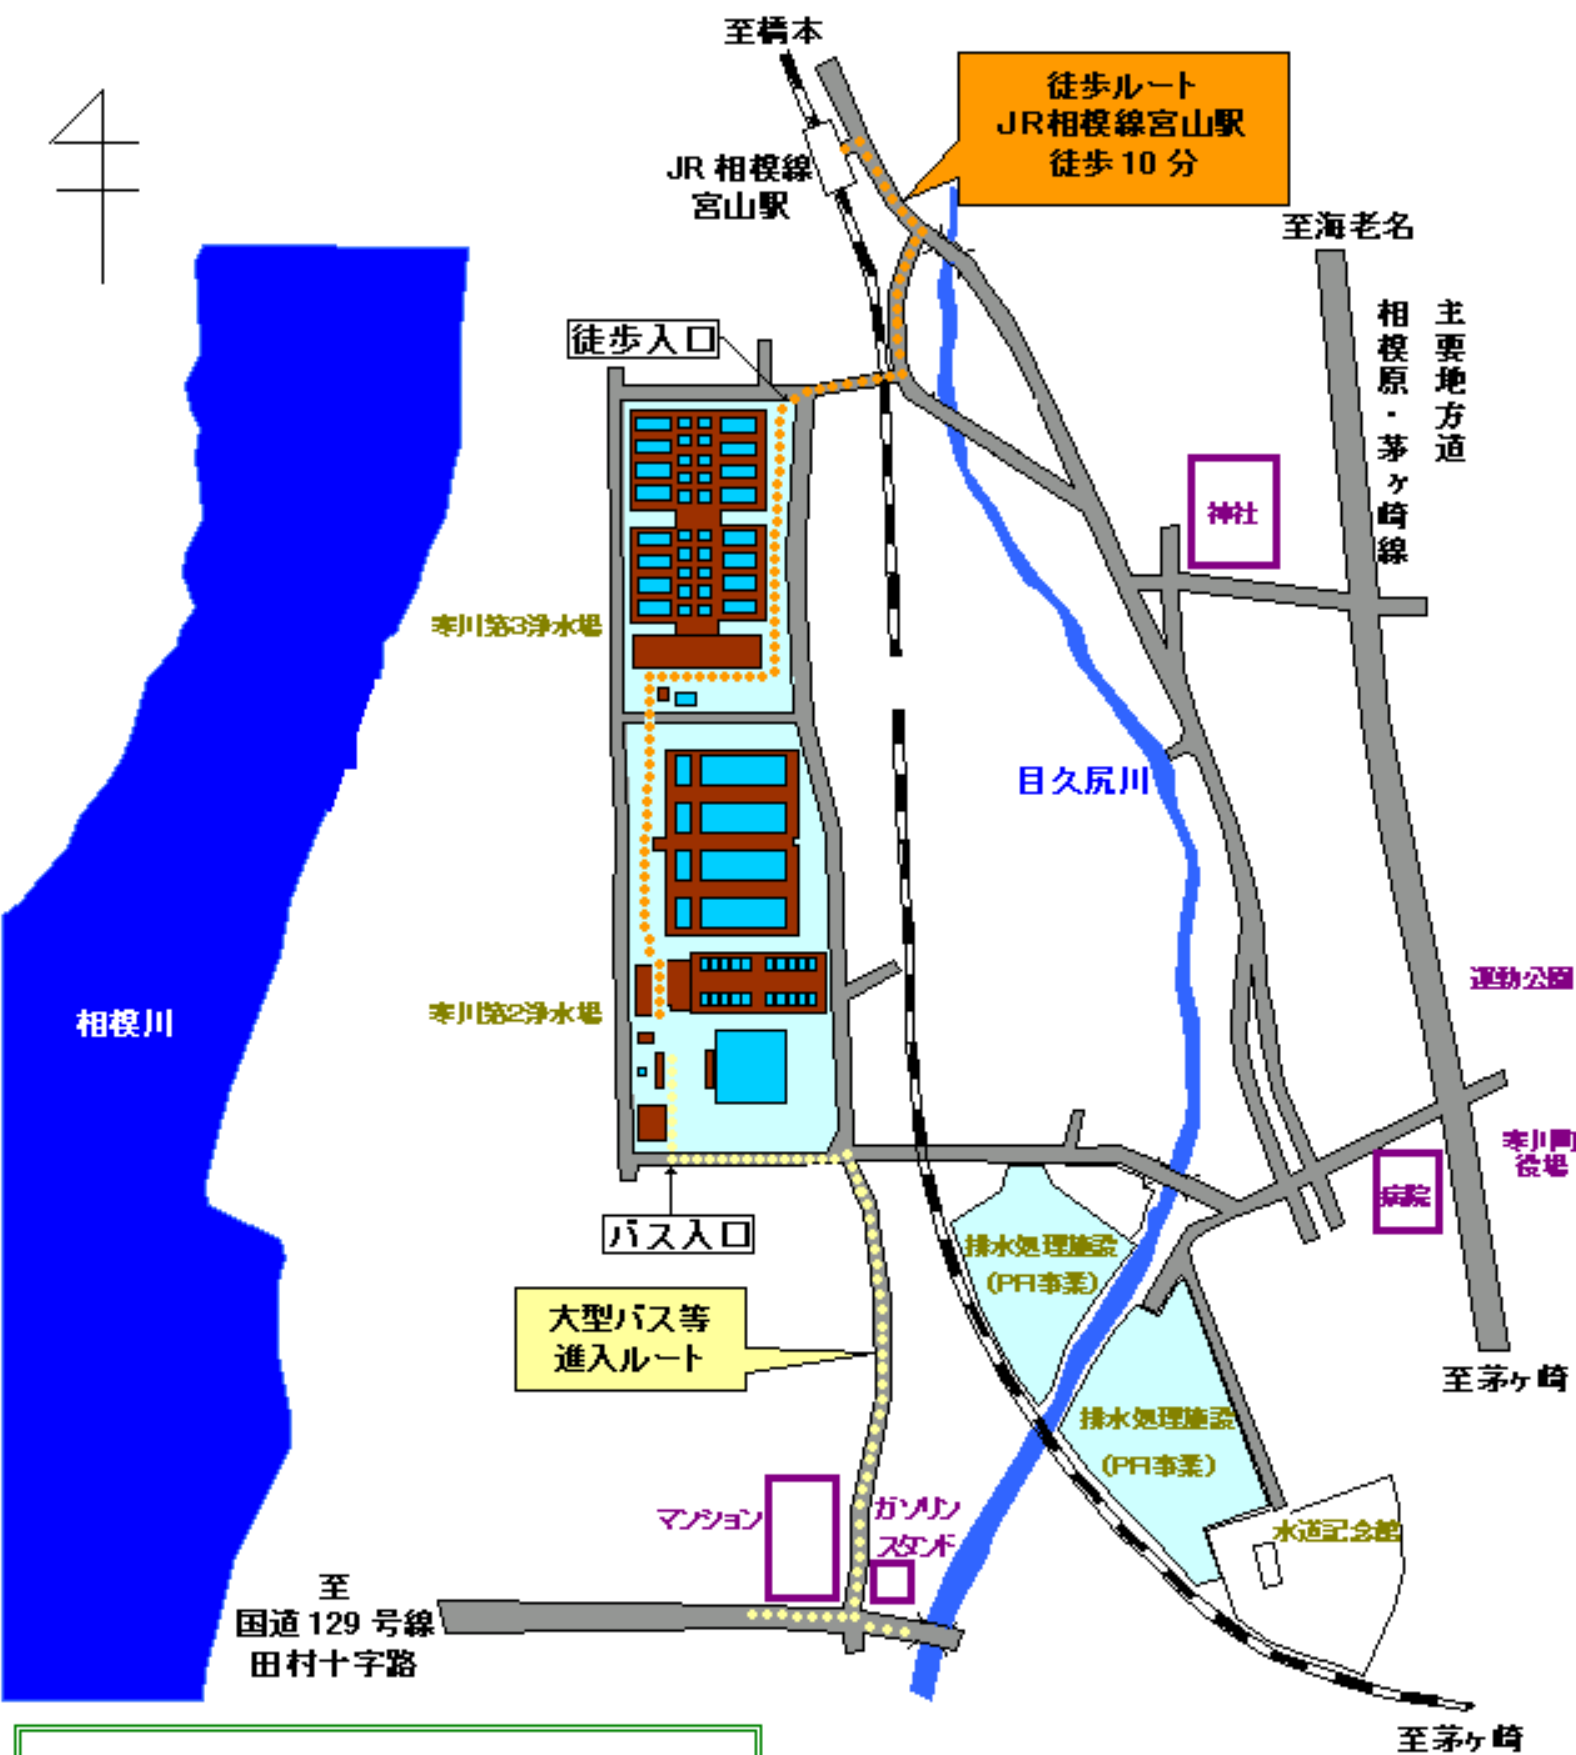 至橋本
徒歩ルート
JR相模線宮山駅
徒歩10分
JR 相模線
宮山駅
至海老名
主要地方道
相模原・茅ヶ崎線
徒歩入口
神社
寒川第3浄水場
目久尻川
運動公園
寒川第2浄水場
相模川
寒川町
役場
病院
バス入口
排水処理施設
(PFI事業)
大型バス等
進入ルート
至茅ヶ崎
排水処理施設
(PFI事業)
マンション
ガソリン
スタンド
水道記念館
至
国道129号線
田村十字路
至茅ヶ崎